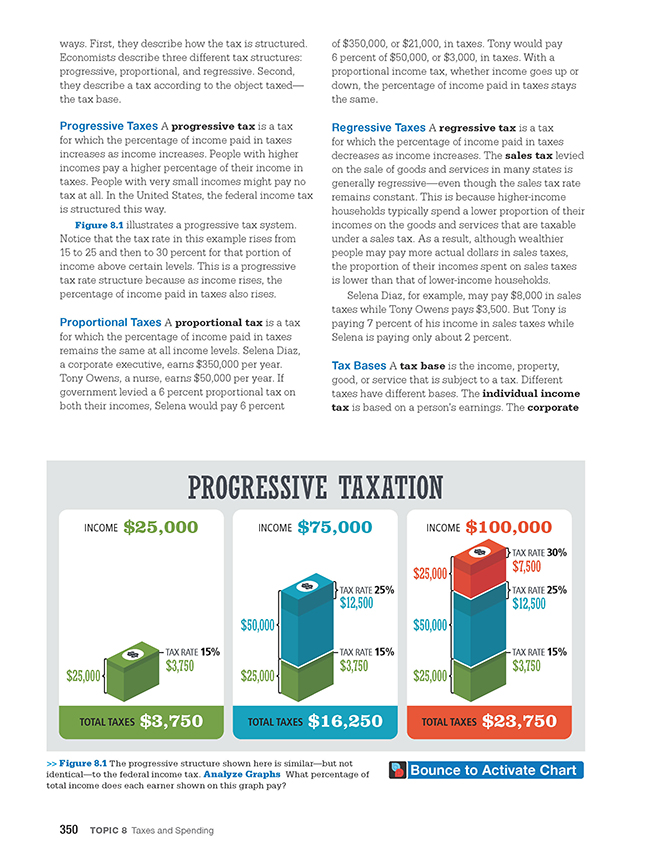 ways. First, they describe how the tax is structured.
Economists describe three different tax structures:
progressive, proportional, and regressive. Second,
they describe a tax according to the object taxed—
the tax base.
Progressive Taxes A progressive tax is a tax
for which the percentage of income paid in taxes
increases as income increases. People with higher
incomes pay a higher percentage of their income in
taxes. People with very small incomes might pay no
tax at all. In the United States, the federal income tax
is structured this way.
Figure 8.1 illustrates a progressive tax system.
Notice that the tax rate in this example rises from
15 to 25 and then to 30 percent for that portion of
income above certain levels. This is a progressive
tax rate structure because as income rises, the
percentage of income paid in taxes also rises.
Proportional Taxes A proportional tax is a tax
for which the percentage of income paid in taxes
remains the same at all income levels. Selena Diaz,
a corporate executive, earns $350,000 per year.
Tony Owens, a nurse, earns $50,000 per year. If
government levied a 6 percent proportional tax on
both their incomes, Selena would pay 6 percent
of $350,000, or $21,000, in taxes. Tony would pay
6 percent of $50,000, or $3,000, in taxes. With a
proportional income tax, whether income goes up or
down, the percentage of income paid in taxes stays
the same.
Regressive Taxes A regressive tax is a tax
for which the percentage of income paid in taxes
decreases as income increases. The sales tax levied
on the sale of goods and services in many states is
generally regressive—even though the sales tax rate
remains constant. This is because higher-income
households typically spend a lower proportion of their
incomes on the goods and services that are taxable
under a sales tax. As a result, although wealthier
people may pay more actual dollars in sales taxes,
the proportion of their incomes spent on sales taxes
is lower than that of lower-income households.
Selena Diaz, for example, may pay $8,000 in sales
taxes while Tony Owens pays $3,500. But Tony is
paying 7 percent of his income in sales taxes while
Selena is paying only about 2 percent.
Tax Bases A tax base is the income, property,
good, or service that is subject to a tax. Different
taxes have different bases. The individual income
tax is based on a person's earnings. The corporate
PROGRESSIVE TAXATION
INCOME $25,000
TAX RATE 15%
$3,750
$25,000
TOTAL TAXES $3,750
INCOME $75,000
TAX RATE 25%
$12,500
$50,000
TAX RATE 15%
$3,750
$25,000
TOTAL TAXES $16,250
INCOME $100,000
TAX RATE 30%
$7,500
$25,000
TAX RATE 25%
$12,500
$50,000
TAX RATE 15%
$3,750
$25,000
TOTAL TAXES $23,750
>> Figure 8.1 The progressive structure shown here is similar—but not
identical—to the federal income tax. Analyze Graphs What percentage of
total income does each earner shown on this graph pay?
Bounce to Activate Chart
350 TOPIC 8 Taxes and Spending